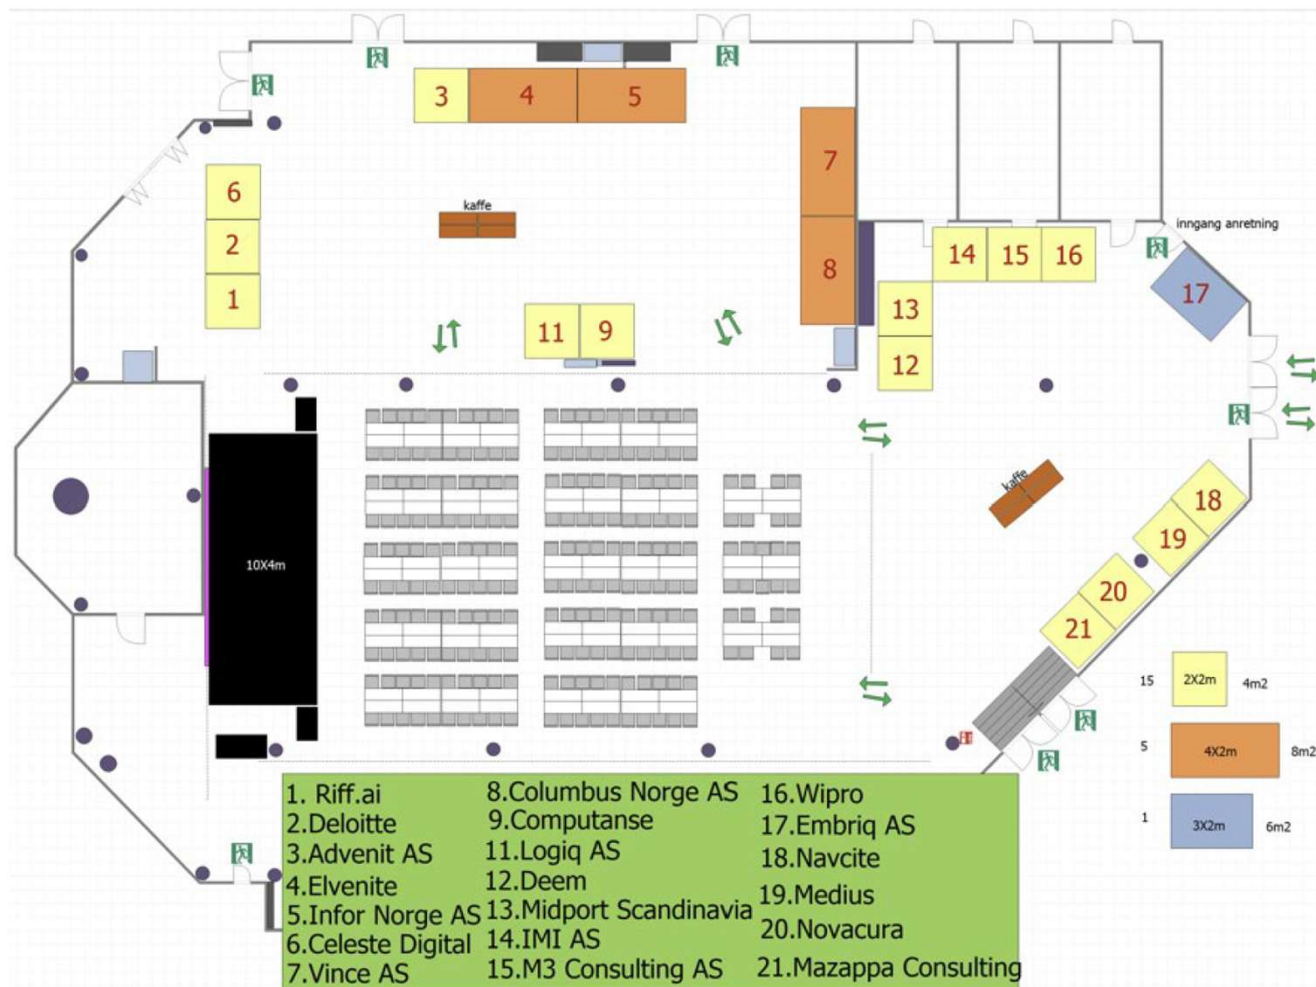 3
4
5
7
6
kaffe
inngang anretning
2
14
15
16
8
17
1
13
11
9
12
kaffe
18
10X4m
19
20
21
15
2X2m
4m2
5
4X2m
8m2
1
3X2m
6m2
1. Riff.ai
2.Deloitte
3.Advenit AS
4.Elvenite
5.Infor Norge AS
6.Celeste Digital
7.Vince AS
8.Columbus Norge AS
9.Computanse
11.Logiq AS
12.Deem
13.Midport Scandinavia
14.IMI AS
15.M3 Consulting AS
16.Wipro
17.Embriq AS
18.Navcite
19.Medius
20.Novacura
21.Mazappa Consulting